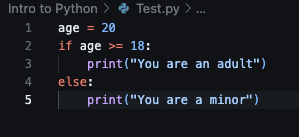 Intro to Python > Test.py > ...
1 age = 20
2 if age >= 18:
3     print("You are an adult")
4 else:
5     print("You are a minor")